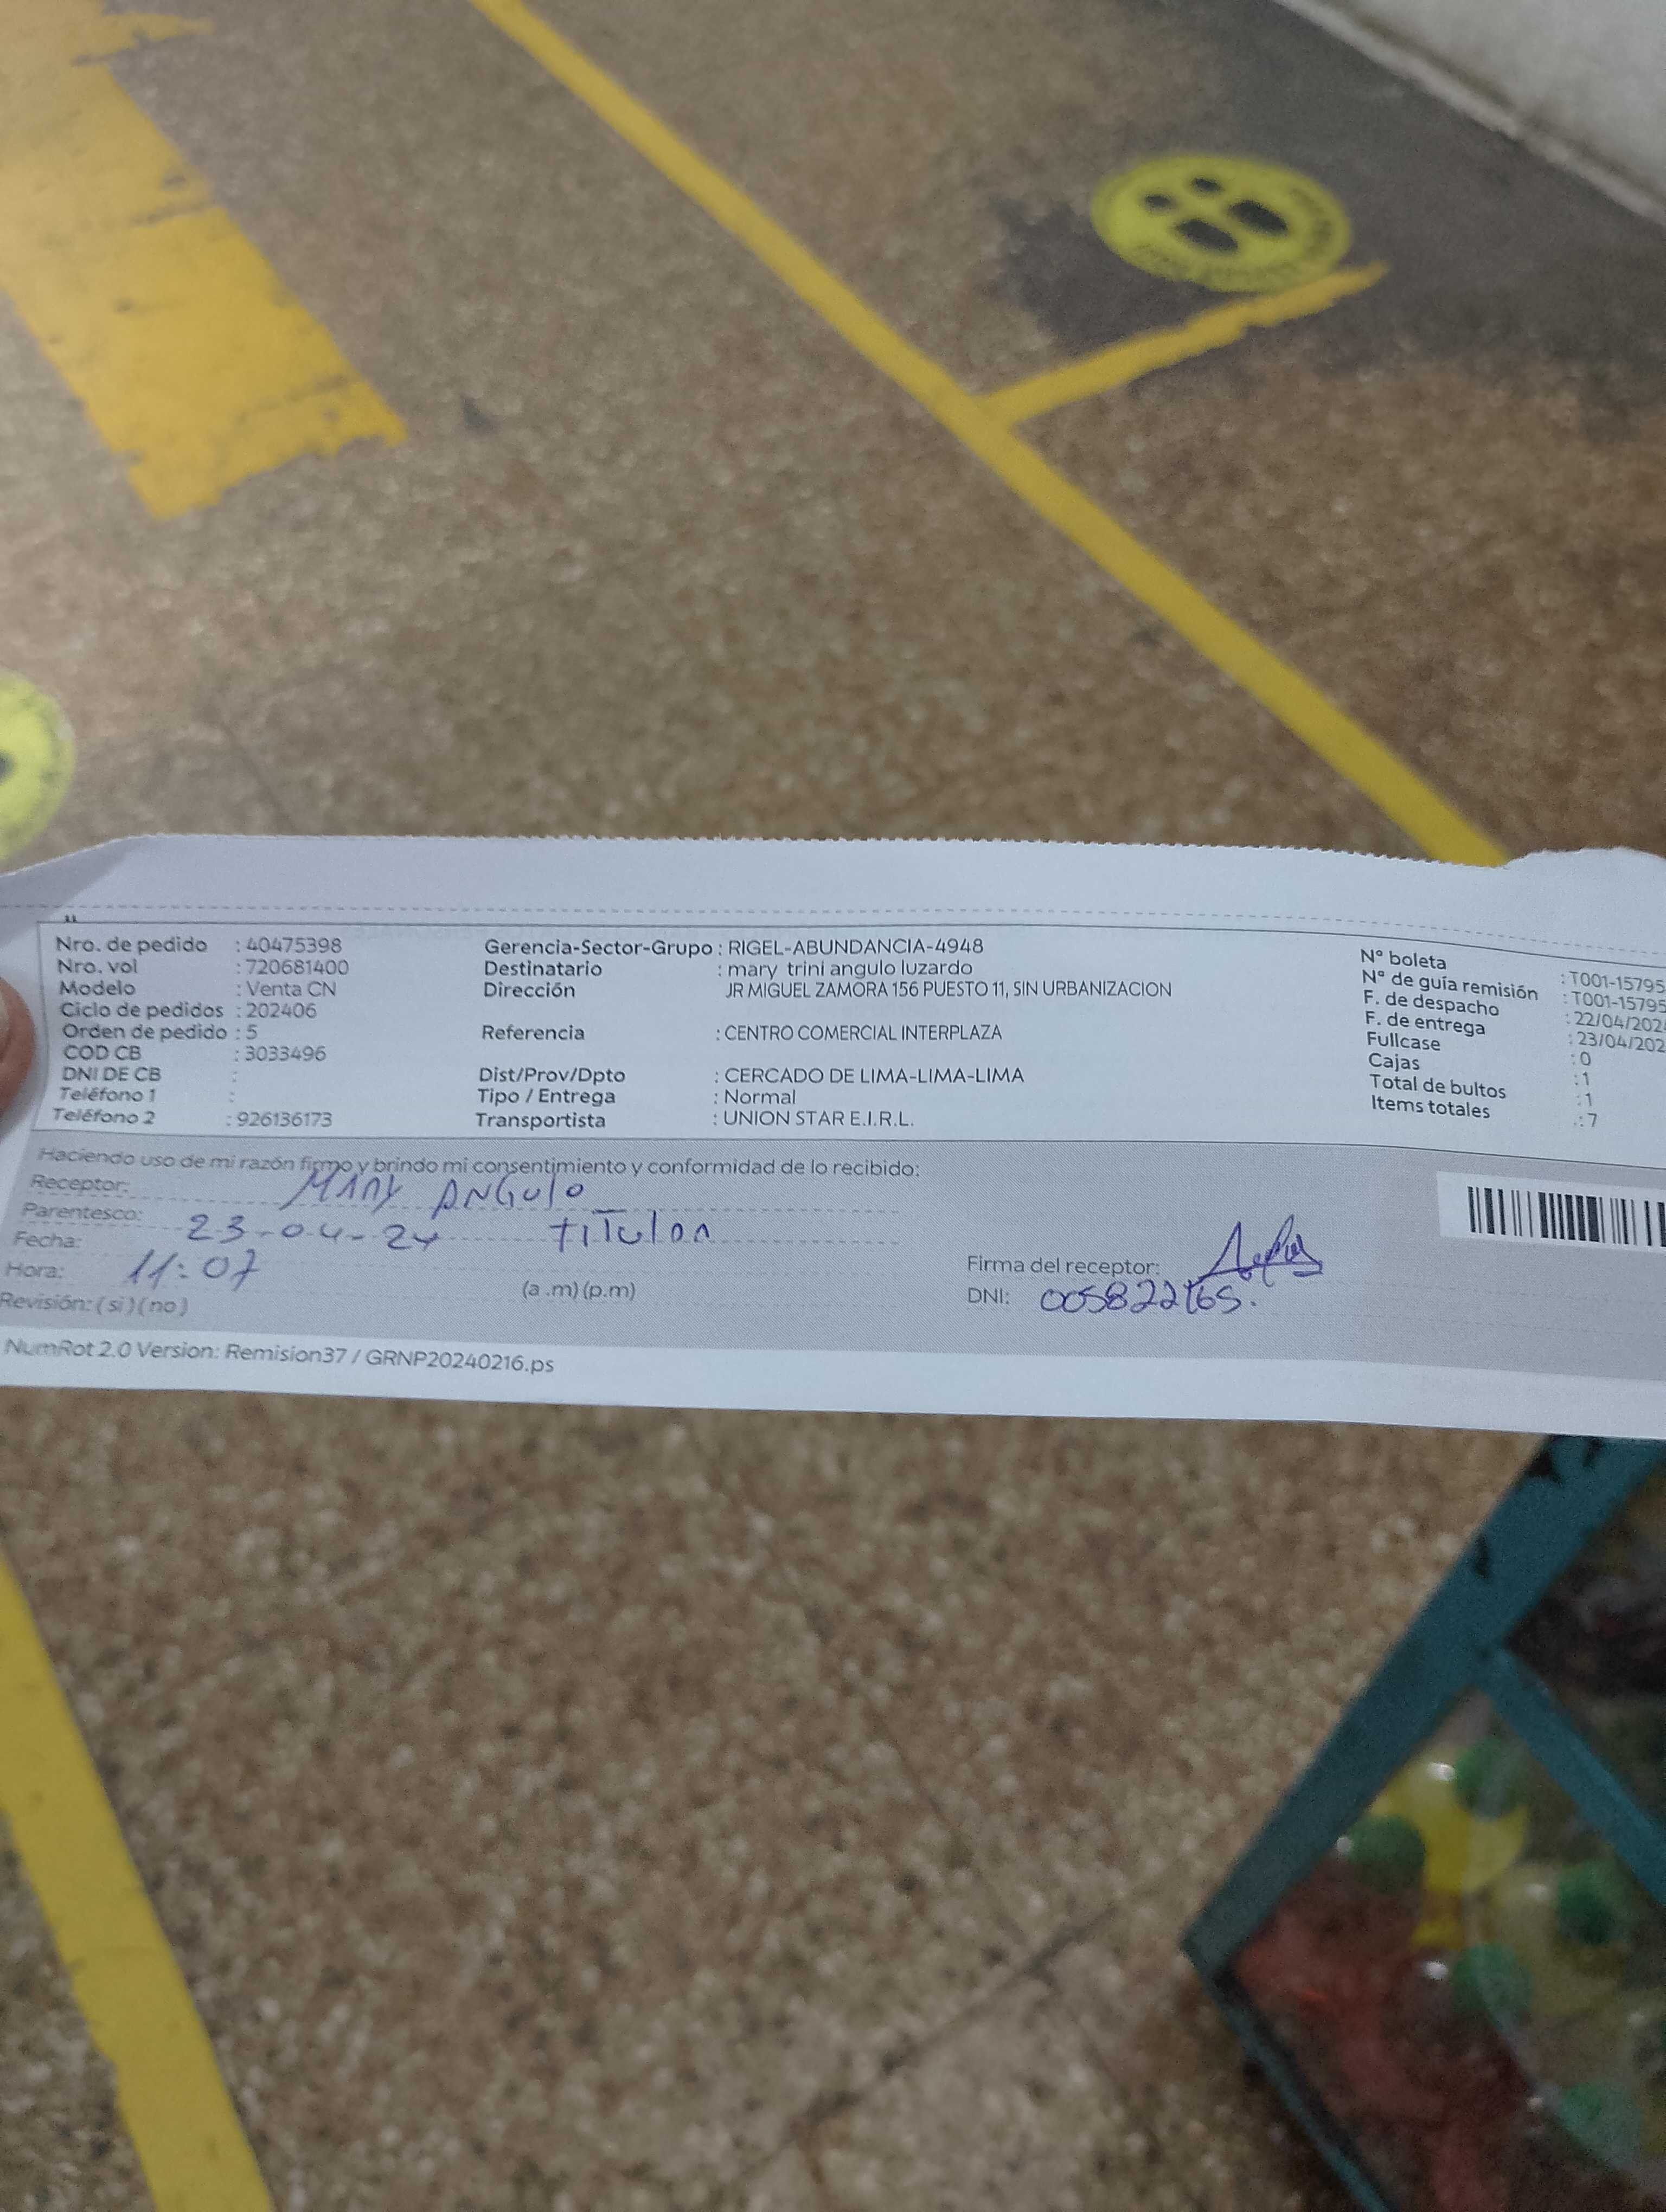 Nro. de pedido : 40475398
Nro. vol : 720681400
Modelo : Venta CN
Ciclo de pedidos : 202406
Orden de pedido : 5
COD CB : 3033496
DNI DE CB :
Teléfono 1 :
Teléfono 2 : 926136173
Gerencia-Sector-Grupo : RIGEL-ABUNDANCIA-4948
Destinatario : mary trini angulo luzardo
Dirección JR MIGUEL ZAMORA 156 PUESTO 11, SIN URBANIZACION
Referencia : CENTRO COMERCIAL INTERPLAZA
Dist/Prov/Dpto : CERCADO DE LIMA-LIMA-LIMA
Tipo / Entrega : Normal
Transportista : UNION STAR E.I.R.L.
Nº boleta : T001-15795
Nº de guía remisión : T001-15795
F. de despacho : 22/04/202
F. de entrega : 23/04/202
Fullcase : 0
Cajas : 1
Total de bultos : 1
Items totales : 7
Haciendo uso de mi razón firmo y brindo mi consentimiento y conformidad de lo recibido:
Receptor: MARY ANGULO
Parentesco: TITULAR
Fecha: 23-04-24
Hora: 11:07 (a .m) (p.m)
Revisión: ( si ) ( no )
Firma del receptor:
DNI:
NumRot 2.0 Version: Remision37 / GRNP20240216.ps